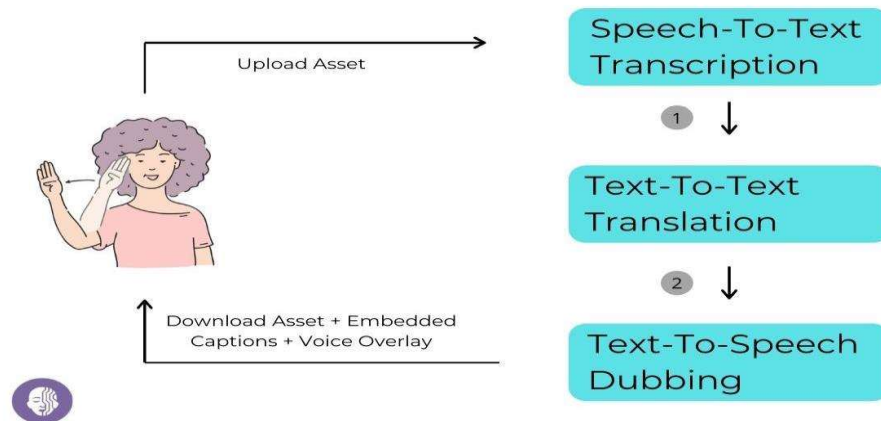 Speech-To-Text
Transcription
Upload Asset
1
Text-To-Text
Translation
2
Download Asset + Embedded
Captions + Voice Overlay
Text-To-Speech
Dubbing